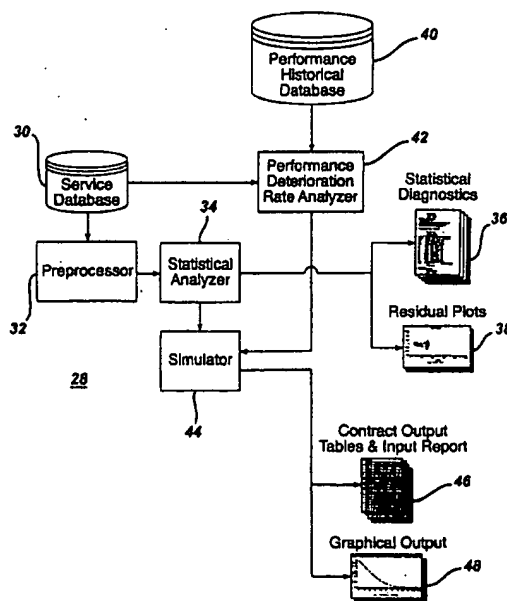 40
Performance
Historical
Database
42
30
Service
Database
Performance
Deterioration
Rate Analyzer
34
Statistical
Diagnostics
36
32
Preprocessor
Statistical
Analyzer
Residual Plots
38
28
Simulator
44
Contract Output
Tables & Input Report
46
Graphical Output
48